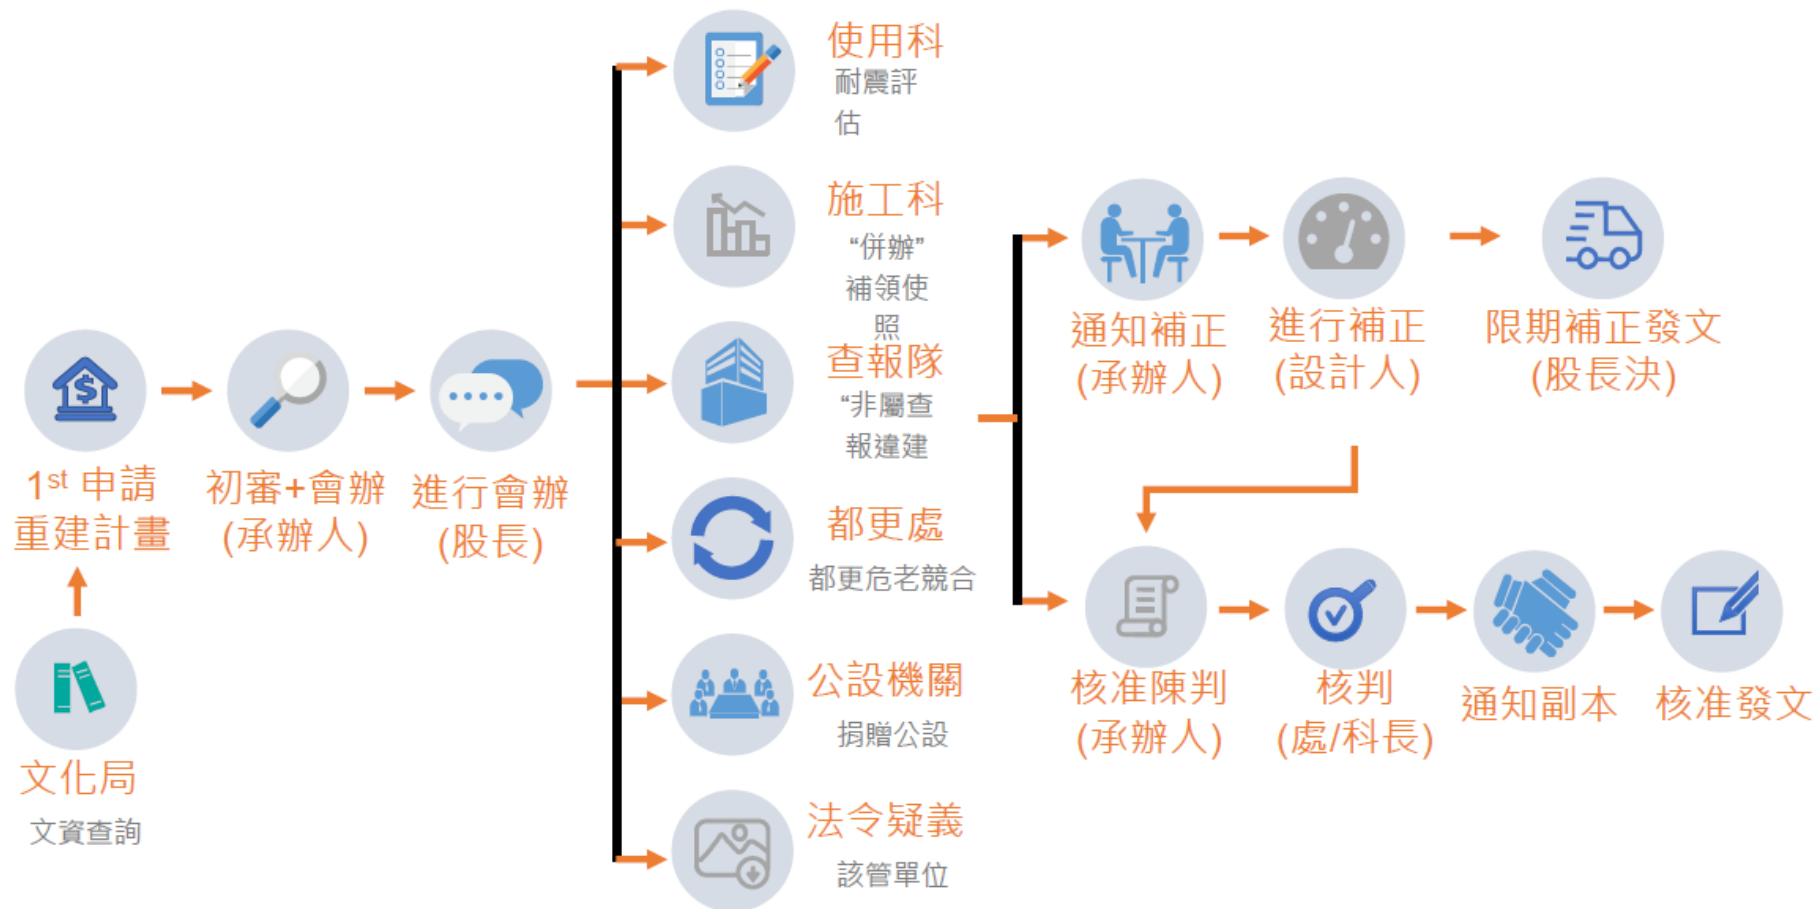 1st 申請
重建計畫
文化局
文資查詢
初審+會辦
(承辦人)
進行會辦
(股長)
使用科
耐震評
估
施工科
“併辦”
補領使
照
查報隊
“非屬查
報違建
都更處
都更危老競合
公設機關
捐贈公設
法令疑義
該管單位
通知補正
(承辦人)
進行補正
(設計人)
限期補正發文
(股長決)
核准陳判
(承辦人)
核判
(處/科長)
通知副本
核准發文
$